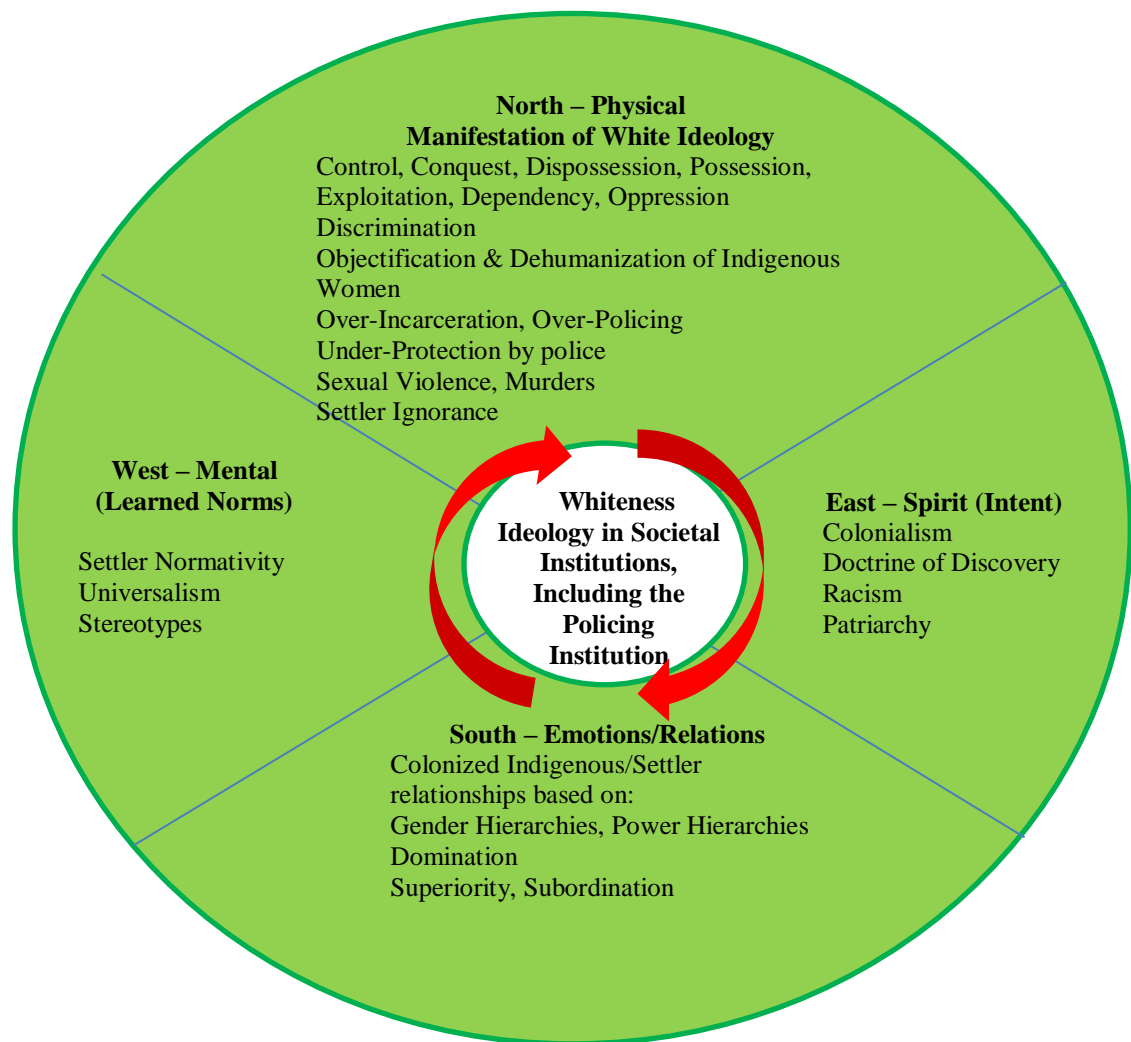 North – Physical
Manifestation of White Ideology
Control, Conquest, Dispossession, Possession,
Exploitation, Dependency, Oppression
Discrimination
Objectification & Dehumanization of Indigenous
Women
Over-Incarceration, Over-Policing
Under-Protection by police
Sexual Violence, Murders
Settler Ignorance
West – Mental
(Learned Norms)
Settler Normativity
Universalism
Stereotypes
Whiteness
Ideology in Societal
Institutions,
Including the
Policing
Institution
East – Spirit (Intent)
Colonialism
Doctrine of Discovery
Racism
Patriarchy
South – Emotions/Relations
Colonized Indigenous/Settler
relationships based on:
Gender Hierarchies, Power Hierarchies
Domination
Superiority, Subordination